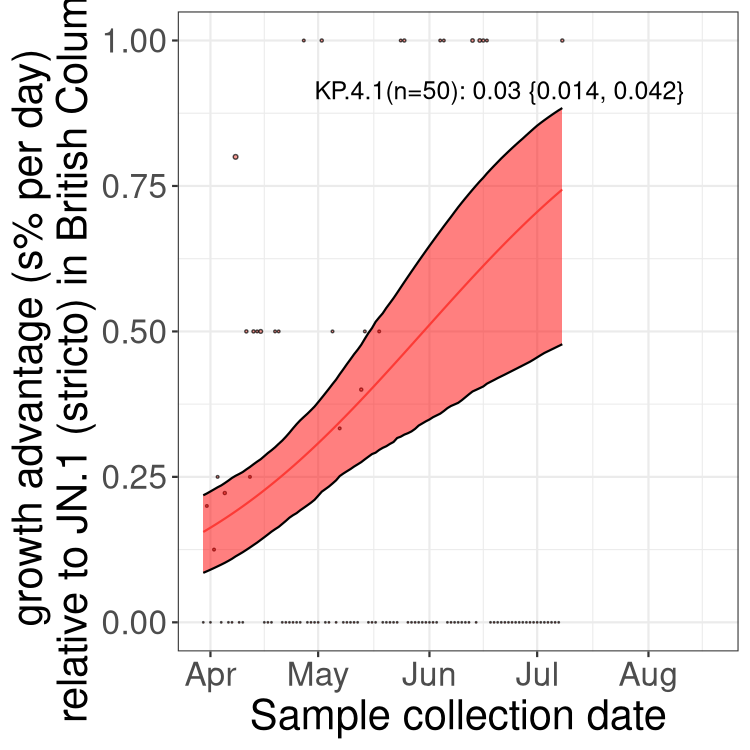 growth advantage (s% per day)
relative to JN.1 (stricto) in British Colum
1.00
0.75
0.50
0.25
0.00
KP.4.1(n=50): 0.03 {0.014, 0.042}
Apr May Jun Jul Aug
Sample collection date